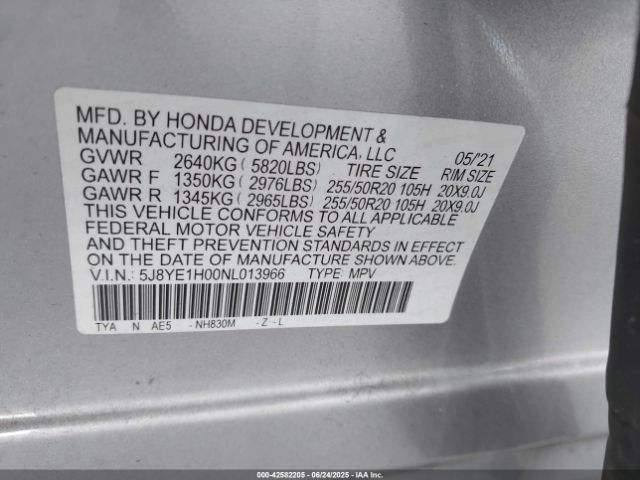 MFD. BY HONDA DEVELOPMENT &
MANUFACTURING OF AMERICA, LLC 05/'21
GVWR 2640KG ( 5820LBS) TIRE SIZE RIM SIZE
GAWR F 1350KG ( 2976LBS) 255/50R20 105H 20X9.0J
GAWR R 1345KG ( 2965LBS) 255/50R20 105H 20X9.0J
THIS VEHICLE CONFORMS TO ALL APPLICABLE
FEDERAL MOTOR VEHICLE SAFETY
AND THEFT PREVENTION STANDARDS IN EFFECT
ON THE DATE OF MANUFACTURE SHOWN ABOVE.
V.I.N.: 5J8YE1H00NL013966 TYPE: MPV
TYA N AE5 - NH830M - Z - L
000-42582205 - 06/24/2025 - IAA Inc.